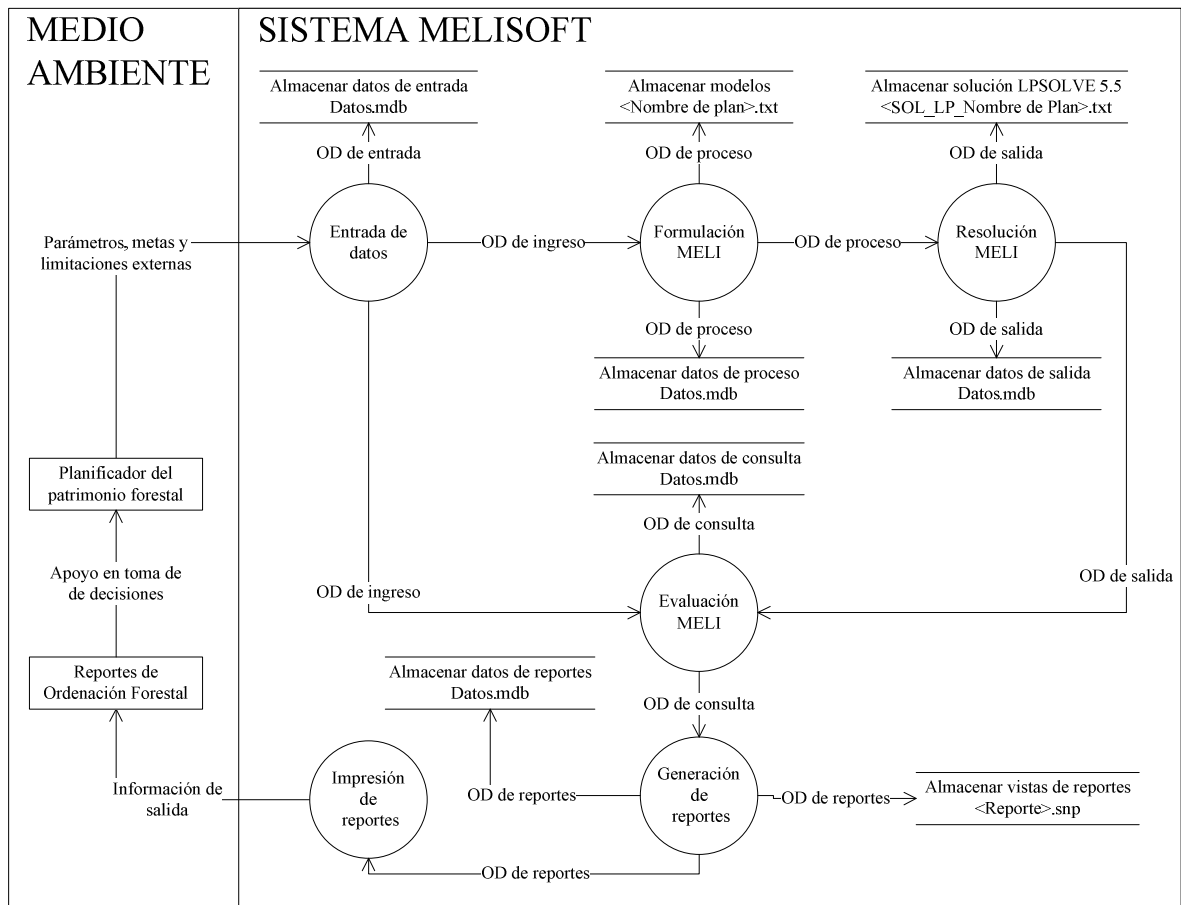 MEDIO
AMBIENTE
SISTEMA MELISOFT
Almacenar datos de entrada
Datos.mdb
Almacenar modelos
<Nombre de plan>.txt
Almacenar solución LPSOLVE 5.5
<SOL_LP_Nombre de Plan>.txt
OD de entrada
OD de proceso
OD de salida
Parámetros, metas y
limitaciones externas
Entrada de
datos
OD de ingreso
Formulación
MELI
OD de proceso
Resolución
MELI
OD de proceso
OD de salida
Almacenar datos de proceso
Datos.mdb
Almacenar datos de salida
Datos.mdb
Almacenar datos de consulta
Datos.mdb
Planificador del
patrimonio forestal
OD de consulta
Apoyo en toma de
de decisiones
OD de ingreso
Evaluación
MELI
OD de salida
Reportes de
Ordenación Forestal
Almacenar datos de reportes
Datos.mdb
OD de consulta
Información de
salida
Impresión
de
reportes
OD de reportes
Generación
de
reportes
OD de reportes
Almacenar vistas de reportes
<Reporte>.snp
OD de reportes